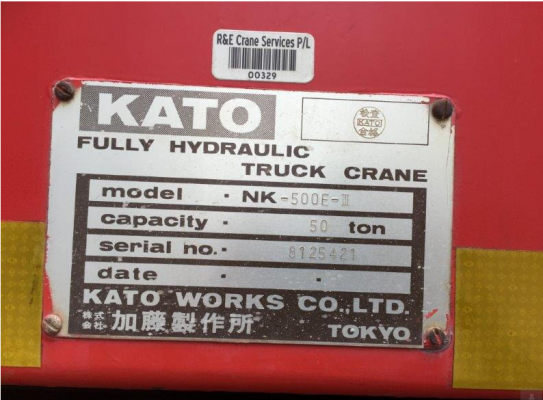 R&E Crane Services P/L
00329
KATO
検査
KATO
合格
FULLY HYDRAULIC
TRUCK CRANE
model · NK-500E-III
capacity · 50 ton
serial no. · 8125421
date · · ·
KATO WORKS CO.,LTD.
株式会社 加藤製作所 TOKYO